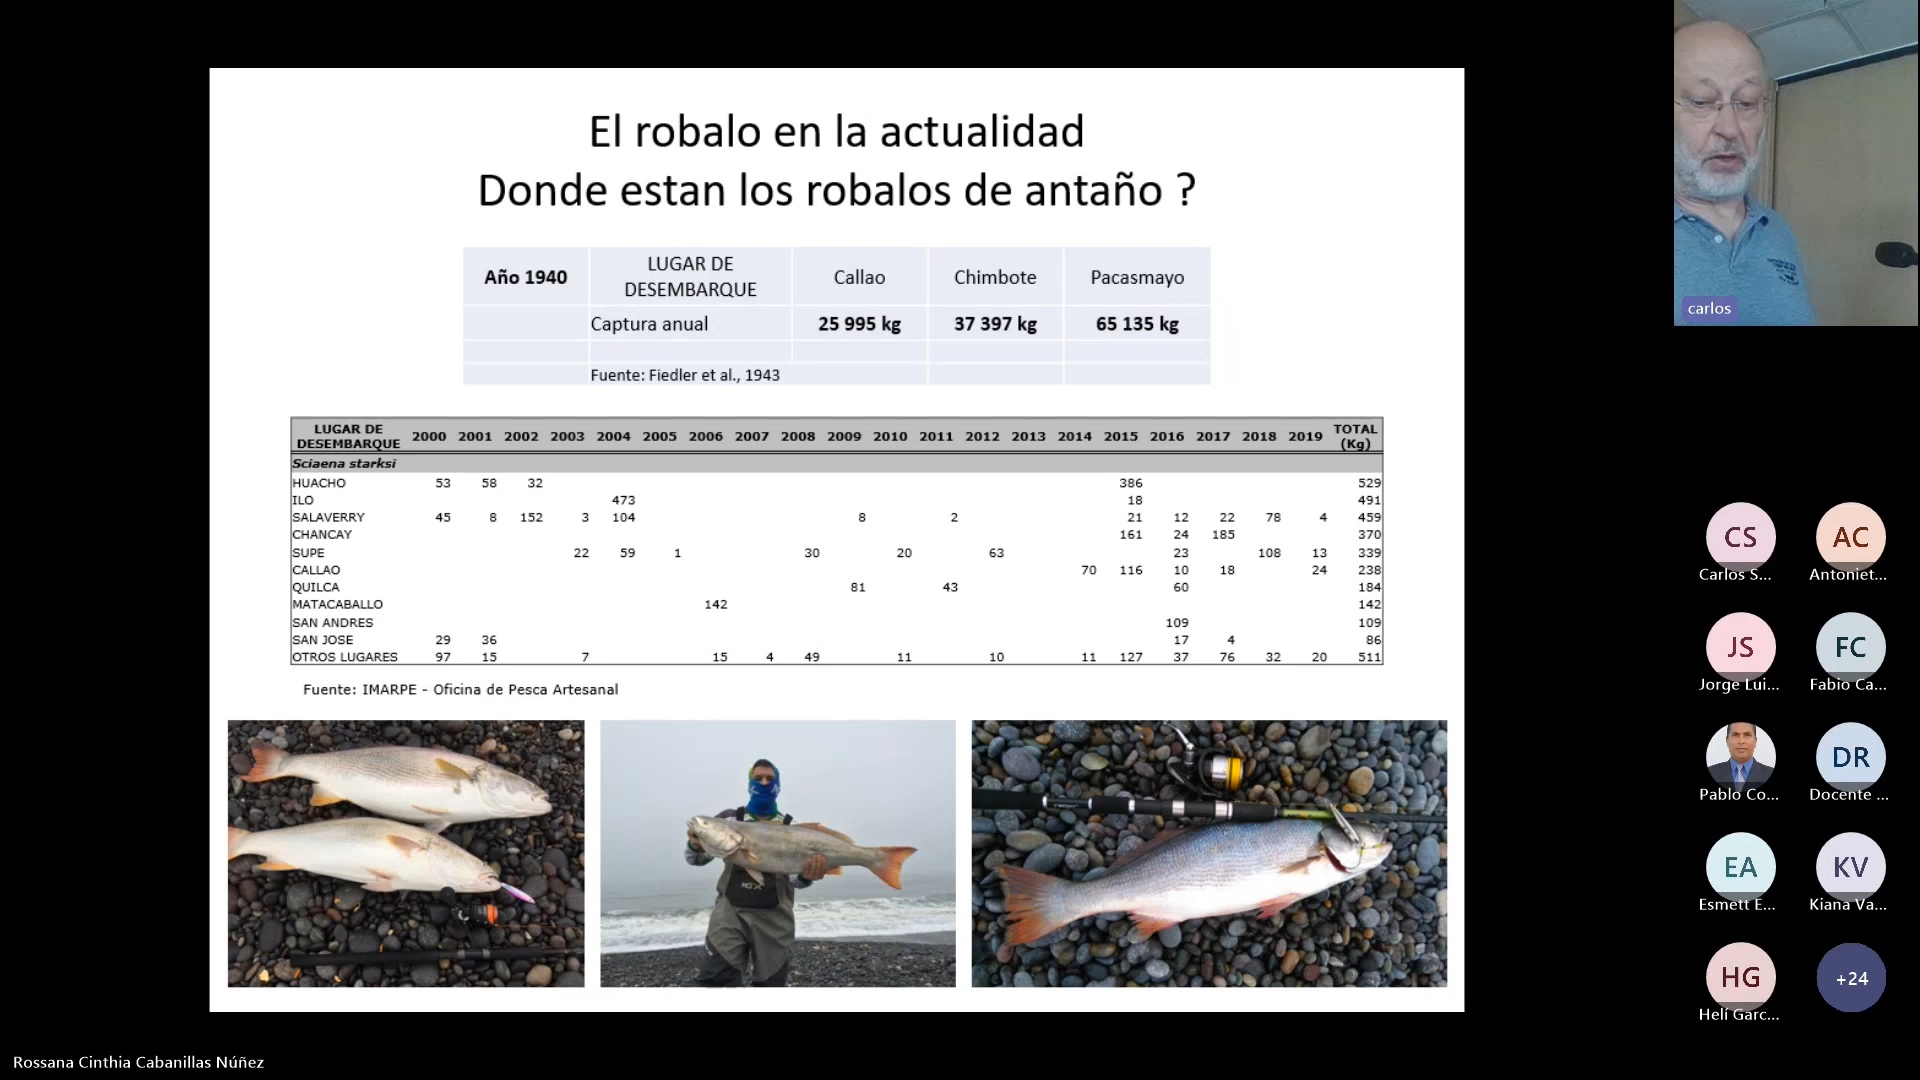 El robalo en la actualidad
Donde estan los robalos de antaño ?
Año 1940 LUGAR DE DESEMBARQUE Callao Chimbote Pacasmayo
Captura anual 25 995 kg 37 397 kg 65 135 kg
Fuente: Fiedler et al., 1943
LUGAR DE DESEMBARQUE 2000 2001 2002 2003 2004 2005 2006 2007 2008 2009 2010 2011 2012 2013 2014 2015 2016 2017 2018 2019 TOTAL (Kg)
Sciaena starksi
HUACHO 53 58 32 386 529
ILO 473 18 491
SALAVERRY 45 8 152 3 104 8 2 21 12 22 78 4 459
CHANCAY 161 24 185 370
SUPE 22 59 1 30 20 63 23 108 13 339
CALLAO 70 116 10 18 24 238
QUILCA 81 43 60 184
MATACABALLO 142 142
SAN ANDRES 109 109
SAN JOSE 29 36 17 4 86
OTROS LUGARES 97 15 7 15 4 49 11 10 11 127 37 76 32 20 511
Fuente: IMARPE - Oficina de Pesca Artesanal
carlos
CS AC
Carlos S... Antoniet...
JS FC
Jorge Lui... Fabio Ca...
Pablo Co... DR
Docente ...
EA KV
Esmett E... Kiana Va...
HG +24
Helí Garc...
Rossana Cinthia Cabanillas Núñez